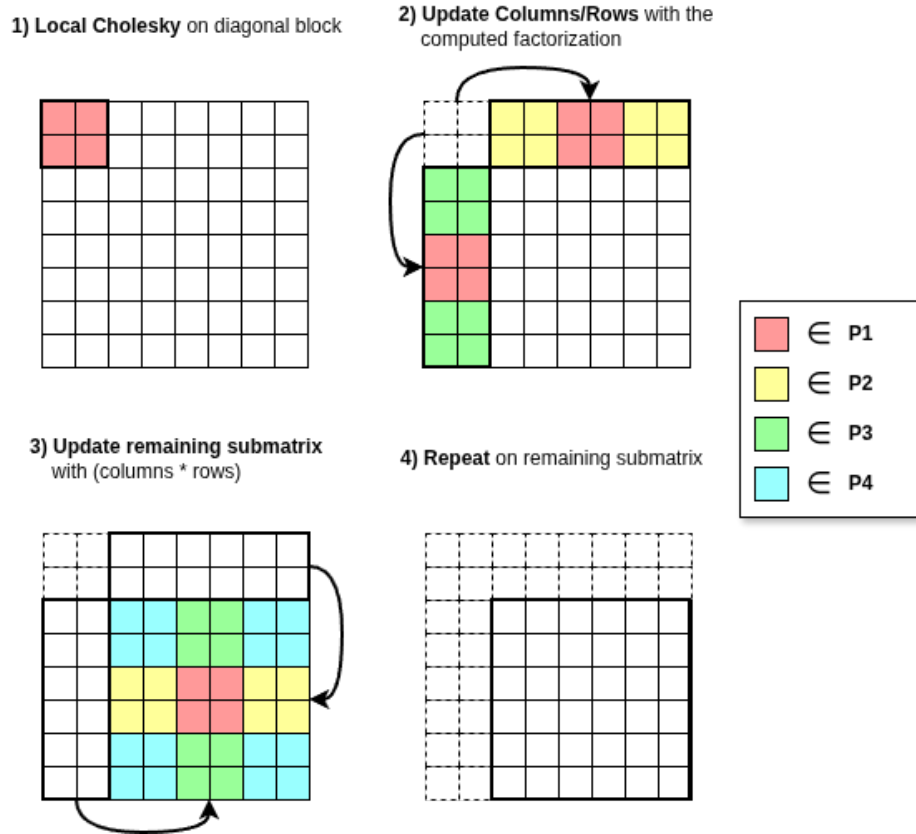 1) Local Cholesky on diagonal block
2) Update Columns/Rows with the
computed factorization
∈ P1
∈ P2
∈ P3
∈ P4
3) Update remaining submatrix
with (columns * rows)
4) Repeat on remaining submatrix